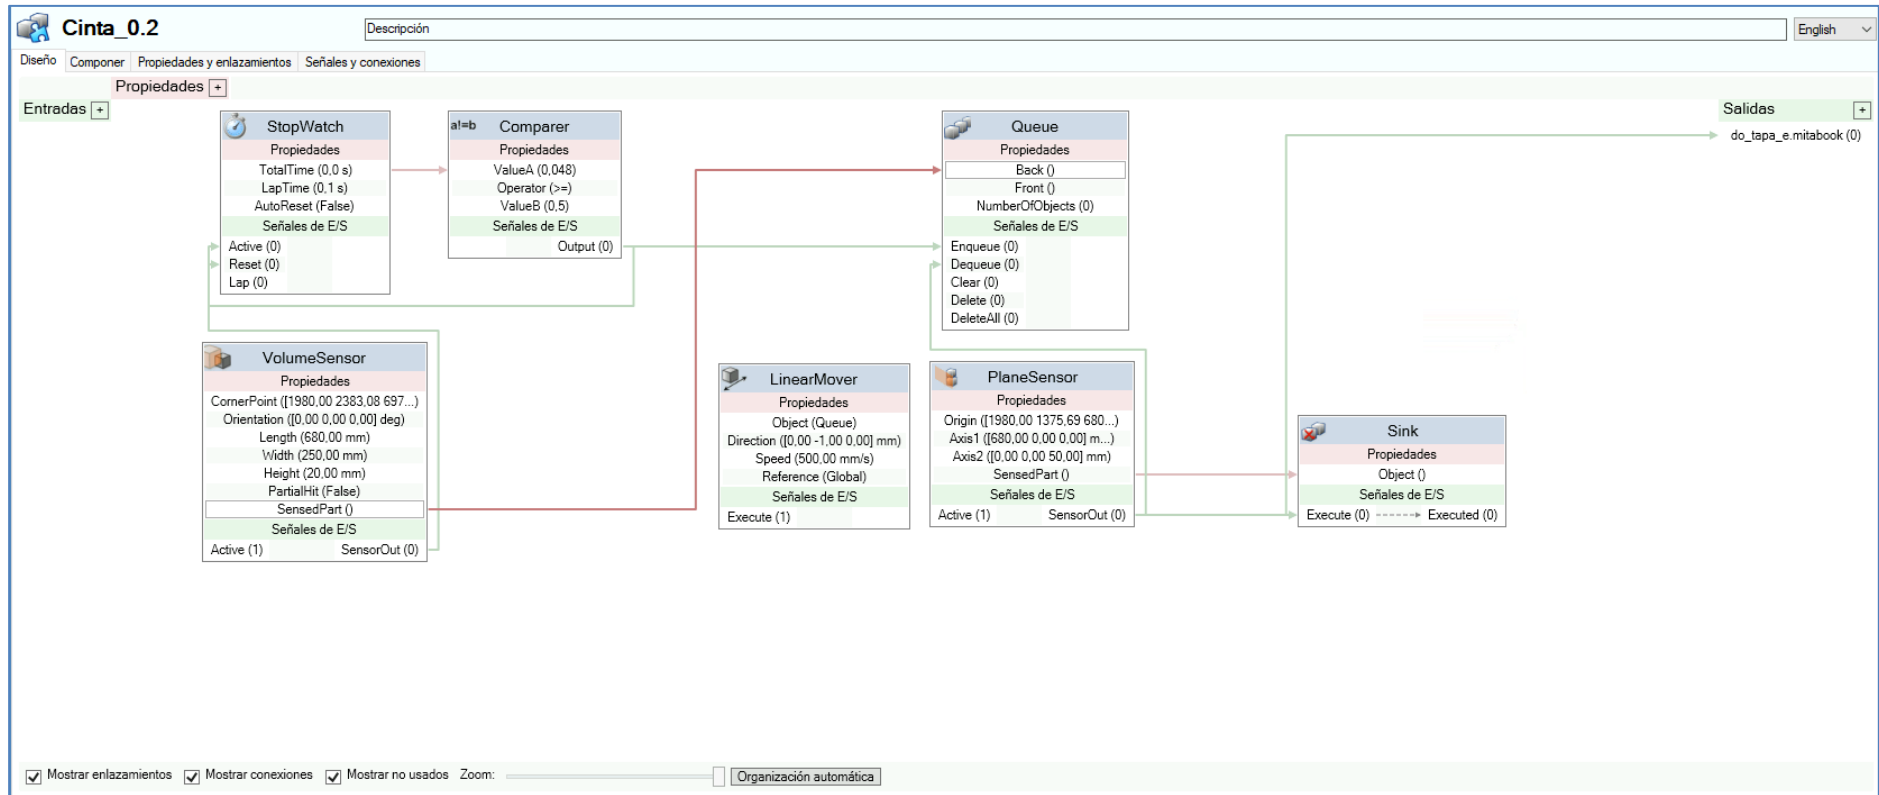 Cinta_0.2
Descripción
English
Diseño Componer Propiedades y enlazamientos Señales y conexiones
Propiedades +
Entradas +
Salidas +
do_tapa_e.mitabook (0)
StopWatch
Propiedades
TotalTime (0,0 s)
LapTime (0,1 s)
AutoReset (False)
Señales de E/S
Active (0)
Reset (0)
Lap (0)
a!=b Comparer
Propiedades
ValueA (0,048)
Operator (>=)
ValueB (0,5)
Señales de E/S
Output (0)
Queue
Propiedades
Back ()
Front ()
NumberOfObjects (0)
Señales de E/S
Enqueue (0)
Dequeue (0)
Clear (0)
Delete (0)
DeleteAll (0)
VolumeSensor
Propiedades
CornerPoint ([1980,00 2383,08 697...)
Orientation ([0,00 0,00 0,00] deg)
Length (680,00 mm)
Width (250,00 mm)
Height (20,00 mm)
PartialHit (False)
SensedPart ()
Señales de E/S
Active (1) SensorOut (0)
LinearMover
Propiedades
Object (Queue)
Direction ([0,00 -1,00 0,00] mm)
Speed (500,00 mm/s)
Reference (Global)
Señales de E/S
Execute (1)
PlaneSensor
Propiedades
Origin ([1980,00 1375,69 680...)
Axis1 ([680,00 0,00 0,00] m...)
Axis2 ([0,00 0,00 50,00] mm)
SensedPart ()
Señales de E/S
Active (1) SensorOut (0)
Sink
Propiedades
Object ()
Señales de E/S
Execute (0) Executed (0)
Mostrar enlazamientos Mostrar conexiones Mostrar no usados Zoom: Organización automática